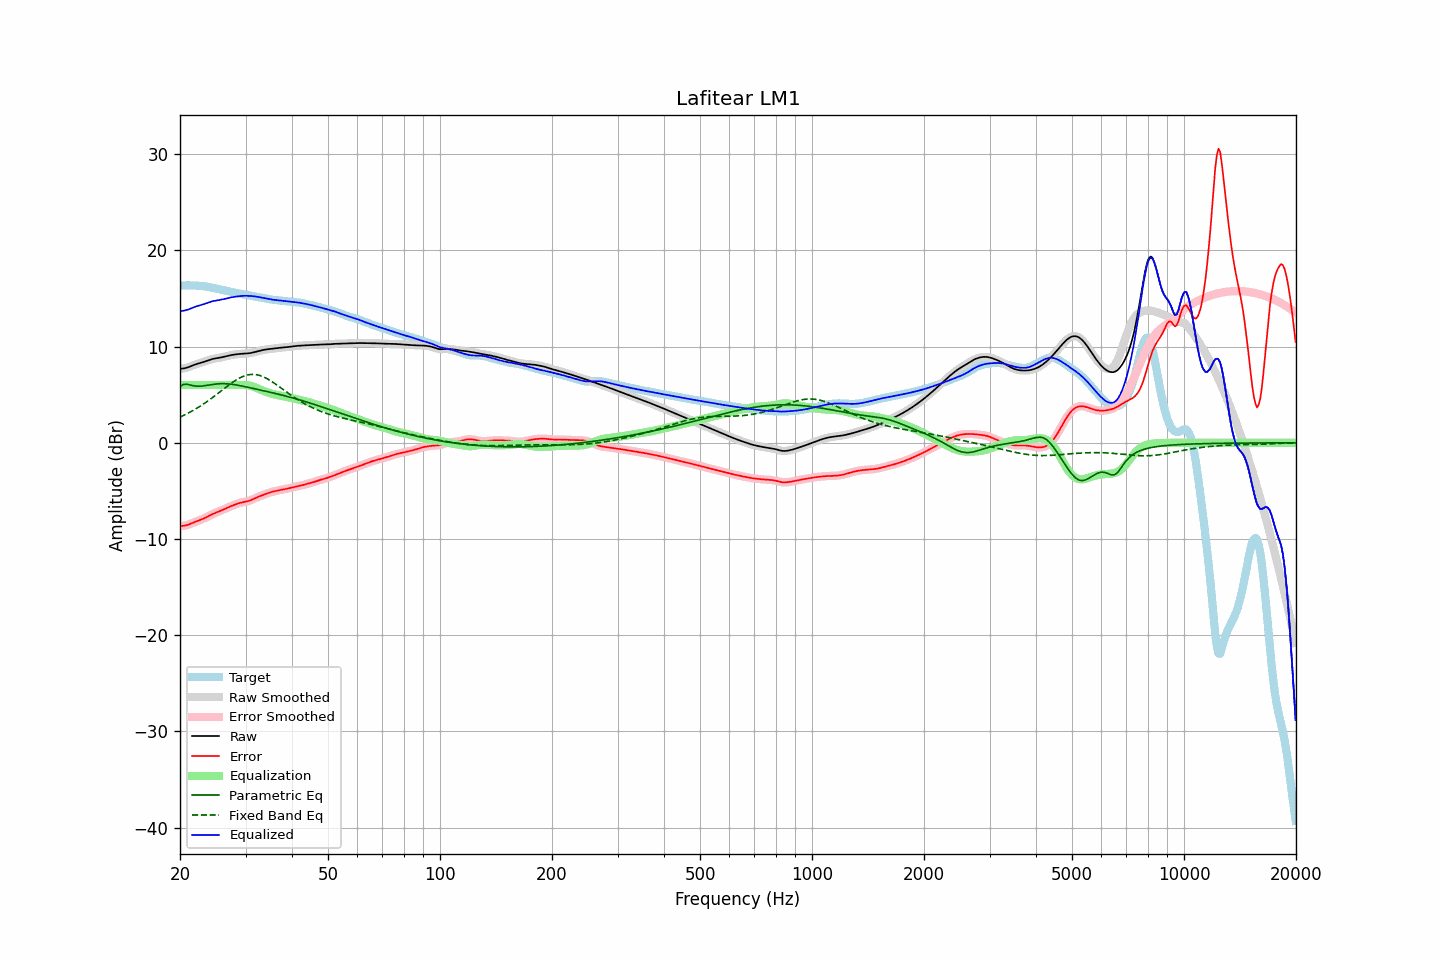 Lafitear LM1
Amplitude (dBr)
30
20
10
0
−10
−20
−30
−40
Target
Raw Smoothed
Error Smoothed
Raw
Error
Equalization
Parametric Eq
Fixed Band Eq
Equalized
20 50 100 200 500 1000 2000 5000 10000 20000
Frequency (Hz)